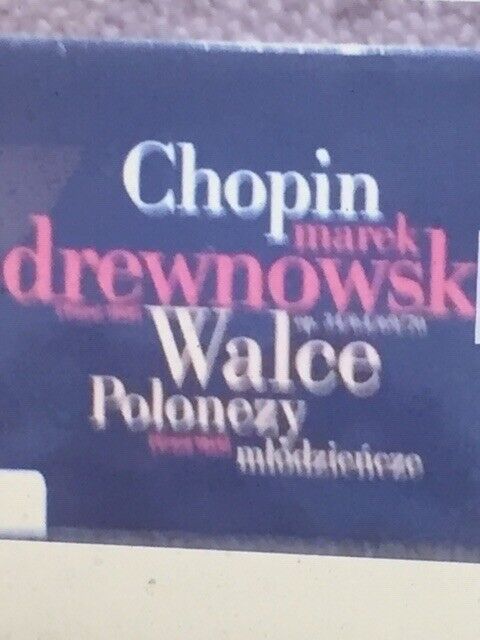 Chopin
marek
drewnowsk
Walce
Polonezy
młodzieńcze